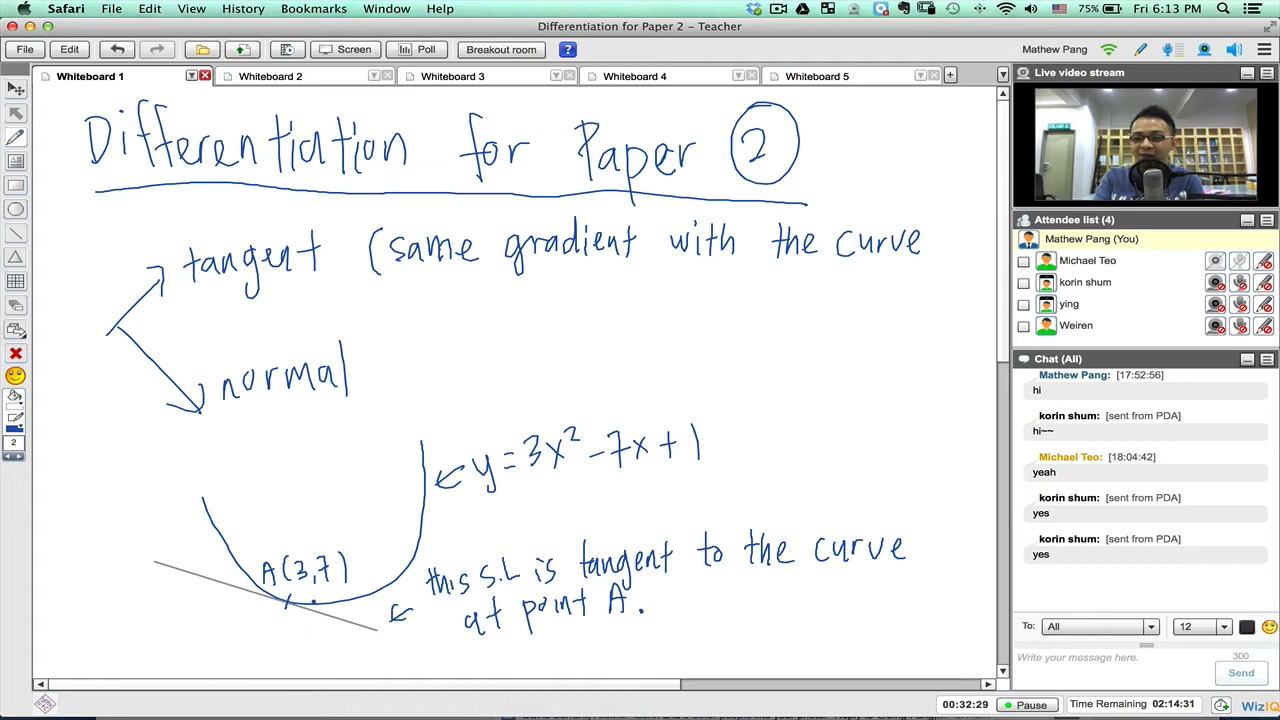 Safari File Edit View History Bookmarks Window Help 75% Fri 6:13 PM
Differentiation for Paper 2 - Teacher
File Edit Screen Poll Breakout room ? Mathew Pang
Whiteboard 1 Whiteboard 2 Whiteboard 3 Whiteboard 4 Whiteboard 5
Differentiation for Paper 2
tangent (same gradient with the curve
normal
y = 3x² - 7x + 1
A(3,7)
this S.L is tangent to the curve
at point A.
2
Live video stream
Attendee list (4)
Mathew Pang (You)
Michael Teo
korin shum
ying
Weiren
Chat (All)
Mathew Pang: [17:52:56]
hi
korin shum: [sent from PDA]
hi~~
Michael Teo: [18:04:42]
yeah
korin shum: [sent from PDA]
yes
korin shum: [sent from PDA]
yes
To: All 12
Write your message here... 300
Send
00:32:29 Pause Time Remaining 02:14:31 WizIQ